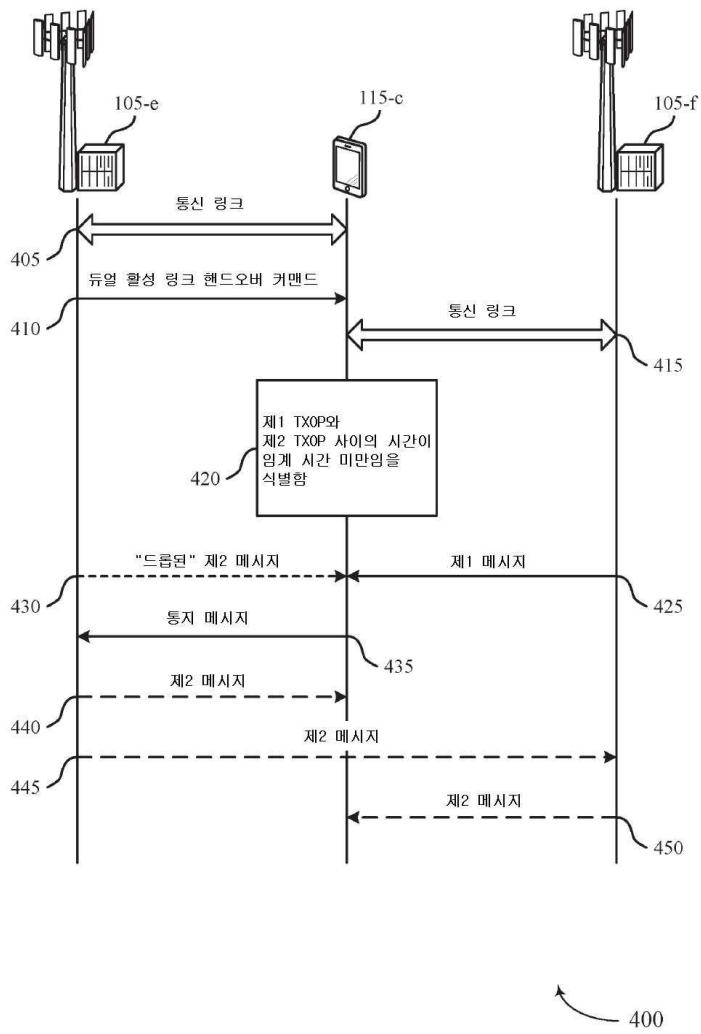 105-e
115-c
105-f
통신 링크
405
듀얼 활성 링크 핸드오버 커맨드
410
통신 링크
415
제1 TXOP와
제2 TXOP 사이의 시간이
임계 시간 미만임을
식별함
420
"드롭된" 제2 메시지
제1 메시지
430
425
통지 메시지
435
제2 메시지
440
제2 메시지
445
제2 메시지
450
400